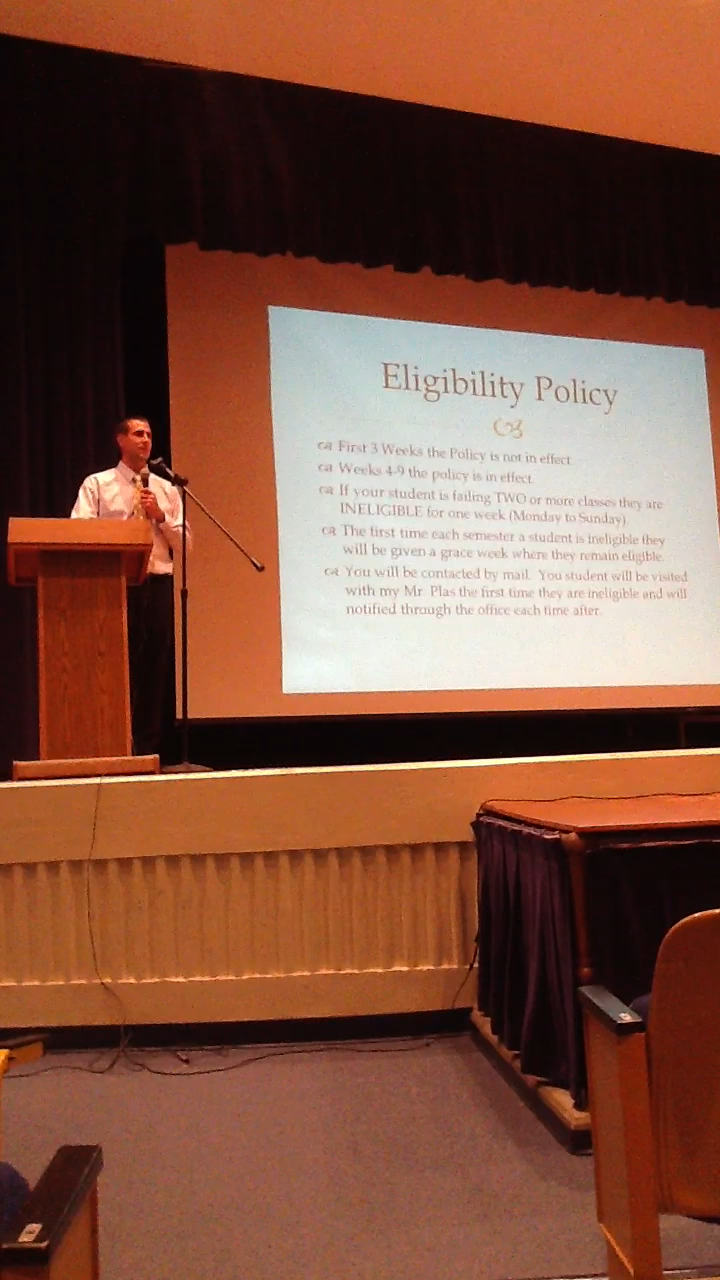 Eligibility Policy
First 3 Weeks the Policy is not in effect
Weeks 4-9 the policy is in effect.
If your student is failing TWO or more classes they are
INELIGIBLE for one week (Monday to Sunday).
The first time each semester a student is ineligible they
will be given a grace week where they remain eligible.
You will be contacted by mail. You student will be visited
with my Mr. Plas the first time they are ineligible and will
notified through the office each time after.